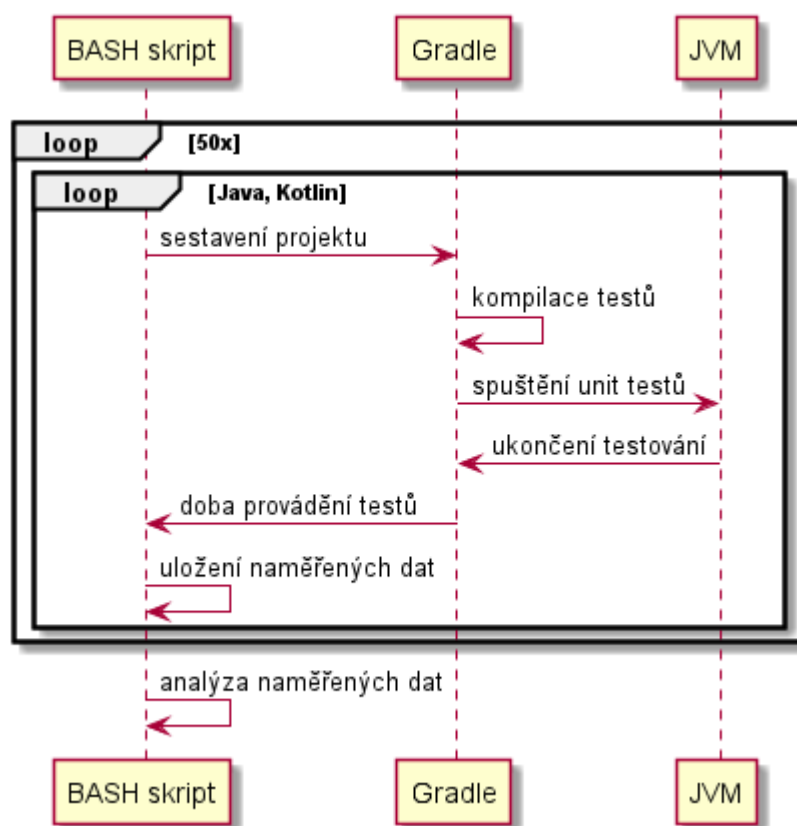 BASH skript
Gradle
JVM
loop
[50x]
loop
[Java, Kotlin]
sestavení projektu
kompilace testů
spuštění unit testů
ukončení testování
doba provádění testů
uložení naměřených dat
analýza naměřených dat
BASH skript
Gradle
JVM